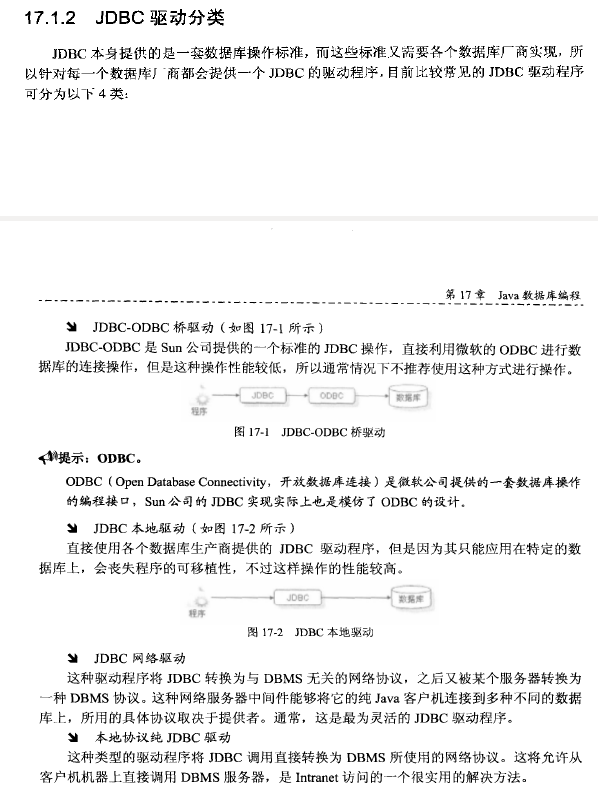 17.1.2 JDBC 驱动分类
JDBC 本身提供的是一套数据库操作标准，而这些标准又需要各个数据库厂商实现，所
以针对每一个数据库厂商都会提供一个 JDBC 的驱动程序，目前比较常见的 JDBC 驱动程序
可分为以下 4 类：
第 17 章 Java 数据库编程
JDBC-ODBC 桥驱动（如图 17-1 所示）
JDBC-ODBC 是 Sun 公司提供的一个标准的 JDBC 操作，直接利用微软的 ODBC 进行数
据库的连接操作，但是这种操作性能较低，所以通常情况下不推荐使用这种方式进行操作。
程序 JDBC ODBC 数据库
图 17-1 JDBC-ODBC 桥驱动
提示：ODBC。
ODBC（Open Database Connectivity，开放数据库连接）是微软公司提供的一套数据库操作
的编程接口，Sun 公司的 JDBC 实现实际上也是模仿了 ODBC 的设计。
JDBC 本地驱动（如图 17-2 所示）
直接使用各个数据库生产商提供的 JDBC 驱动程序，但是因为其只能应用在特定的数
据库上，会丧失程序的可移植性，不过这样操作的性能较高。
程序 JDBC 数据库
图 17-2 JDBC 本地驱动
JDBC 网络驱动
这种驱动程序将 JDBC 转换为与 DBMS 无关的网络协议，之后又被某个服务器转换为
一种 DBMS 协议。这种网络服务器中间件能够将它的纯 Java 客户机连接到多种不同的数据
库上，所用的具体协议取决于提供者。通常，这是最为灵活的 JDBC 驱动程序。
本地协议纯 JDBC 驱动
这种类型的驱动程序将 JDBC 调用直接转换为 DBMS 所使用的网络协议。这将允许从
客户机机器上直接调用 DBMS 服务器，是 Intranet 访问的一个很实用的解决方法。